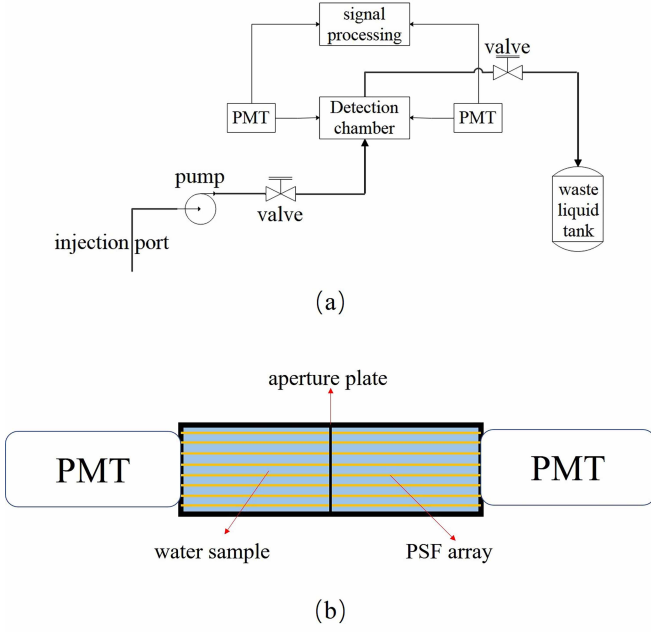 signal
processing
valve
PMT
Detection
chamber
PMT
pump
valve
injection port
waste
liquid
tank
(a)
aperture plate
PMT
PMT
water sample
PSF array
(b)